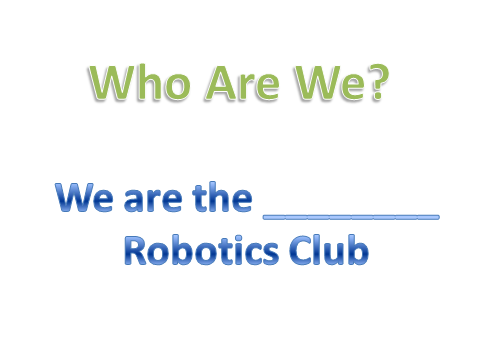 Who Are We?
We are the ________
Robotics Club